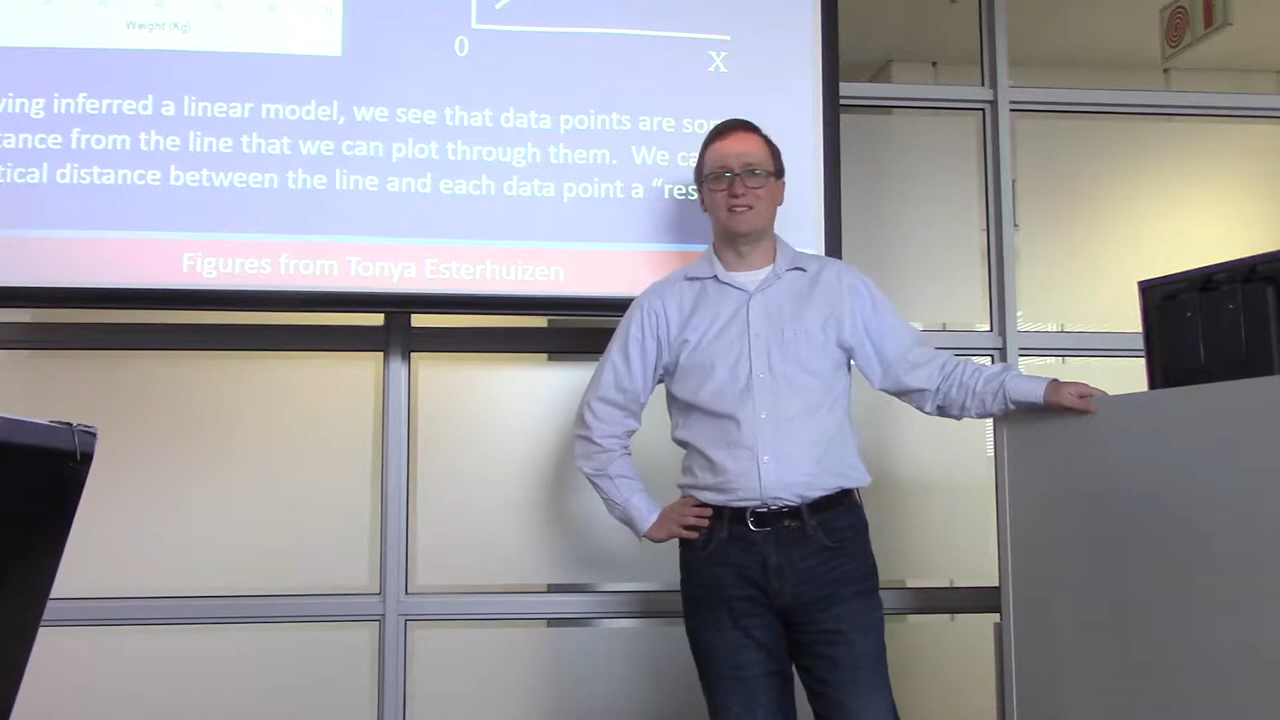 Weight (Kg)
0
X
ving inferred a linear model, we see that data points are som
tance from the line that we can plot through them. We ca
tical distance between the line and each data point a “res
Figures from Tonya Esterhuizen